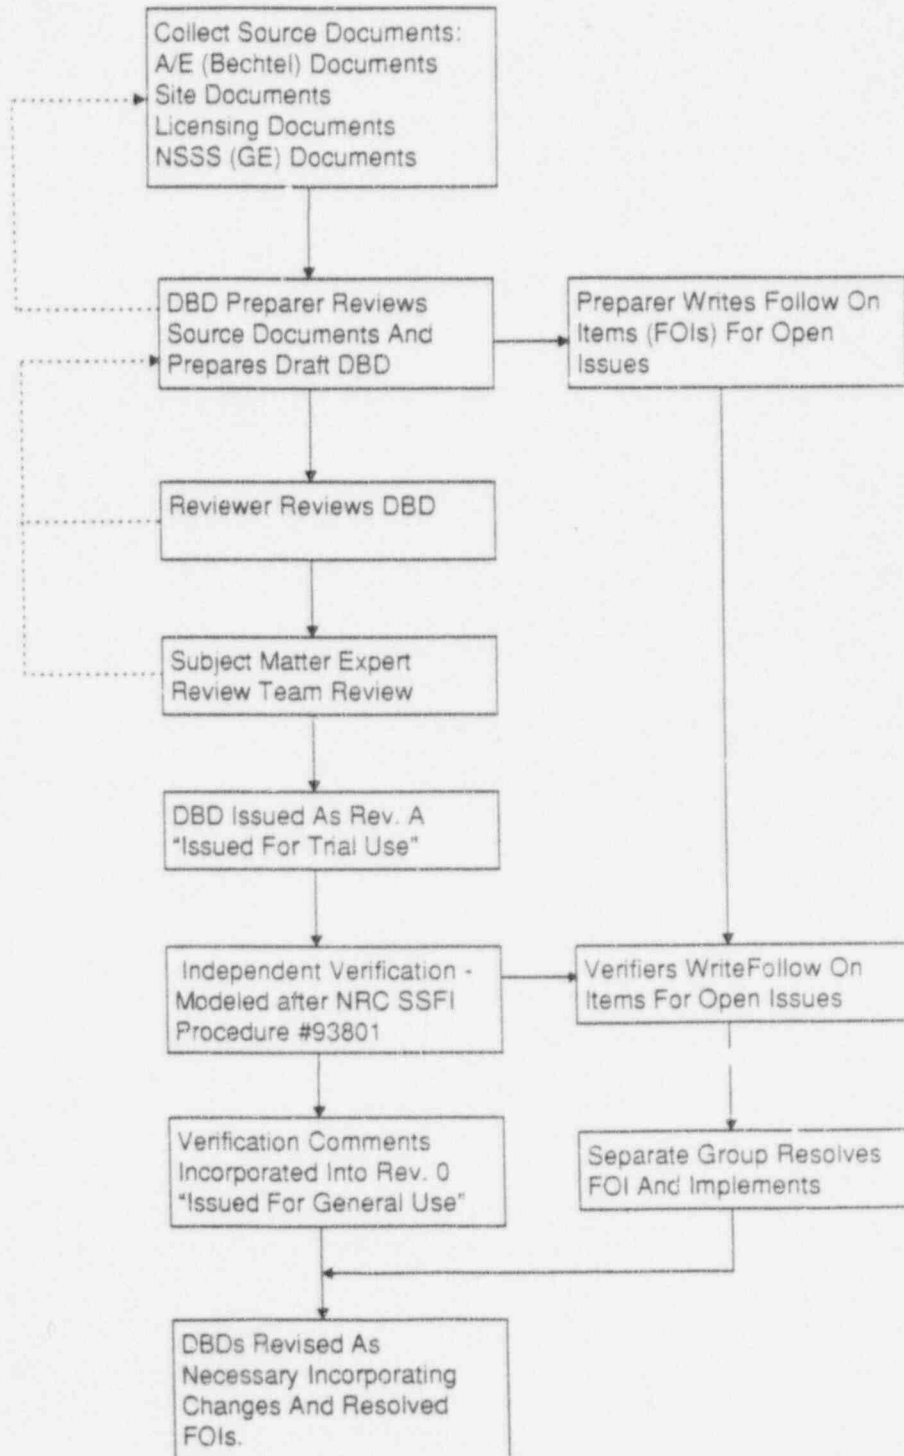 Collect Source Documents:
A/E (Bechtel) Documents
Site Documents
Licensing Documents
NSSS (GE) Documents
DBD Preparer Reviews
Source Documents And
Prepares Draft DBD
Preparer Writes Follow On
Items (FOIs) For Open
Issues
Reviewer Reviews DBD
Subject Matter Expert
Review Team Review
DBD Issued As Rev. A
"Issued For Trial Use"
Independent Verification -
Modeled after NRC SSFI
Procedure #93801
Verifiers WriteFollow On
Items For Open Issues
Verification Comments
Incorporated Into Rev. 0
"Issued For General Use"
Separate Group Resolves
FOI And Implements
DBDs Revised As
Necessary Incorporating
Changes And Resolved
FOIs.